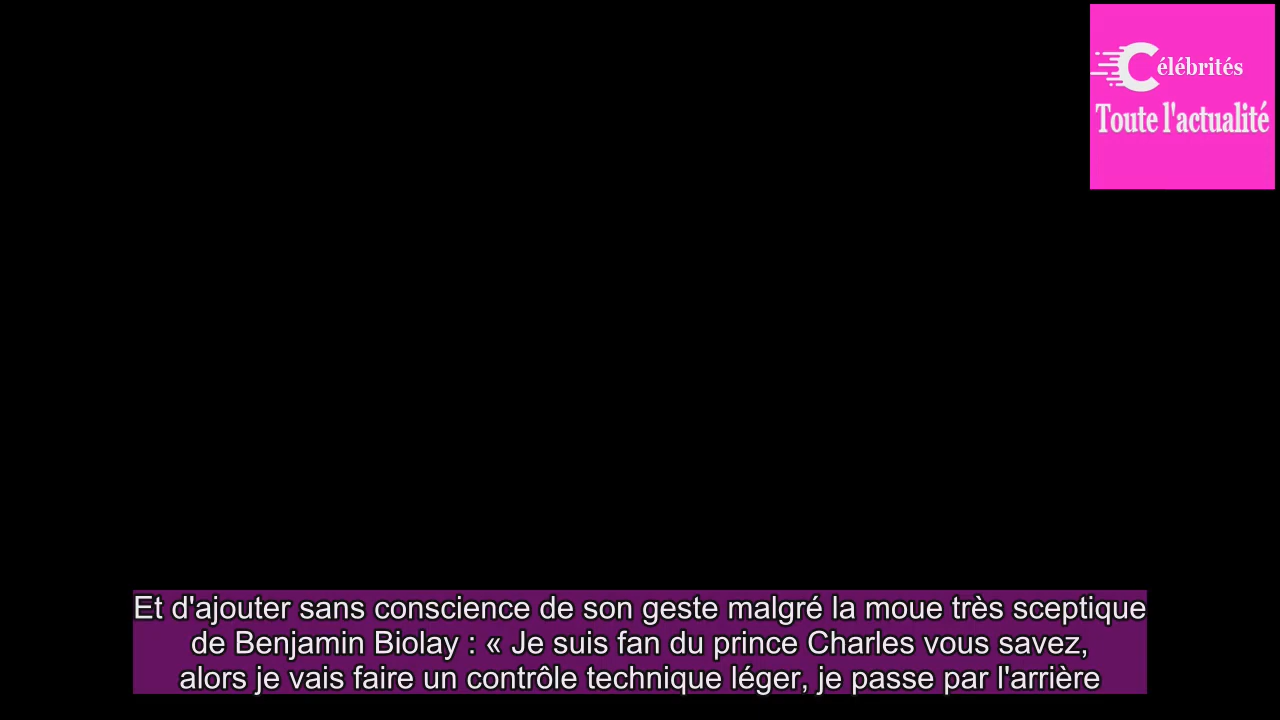 Célébrités
Toute l'actualité
Et d'ajouter sans conscience de son geste malgré la moue très sceptique
de Benjamin Biolay : « Je suis fan du prince Charles vous savez,
alors je vais faire un contrôle technique léger, je passe par l'arrière